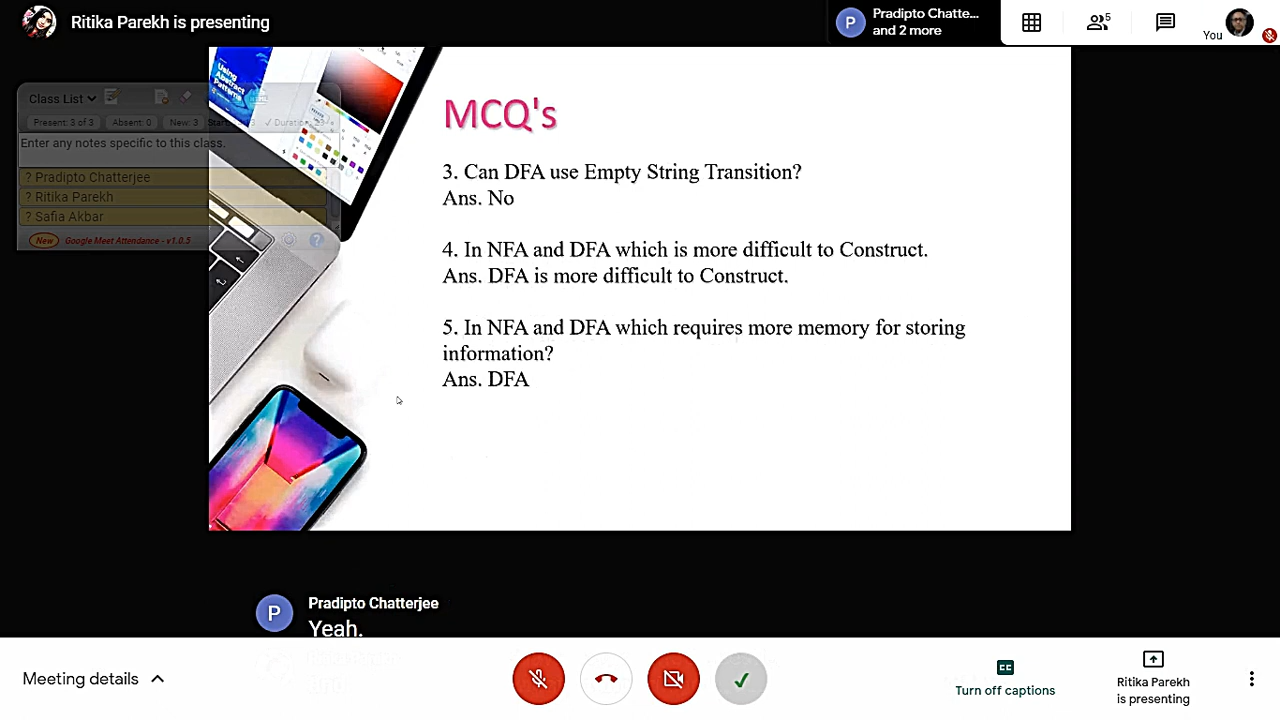 Ritika Parekh is presenting
P
Pradipto Chatte...
and 2 more
5
You
Using
Abstract
Patterns
Class List
Present: 3 of 3 Absent: 0 New: 3
Enter any notes specific to this class.
? Pradipto Chatterjee
? Ritika Parekh
? Safia Akbar
New Google Meet Attendance - v1.0.5
?
MCQ's
3. Can DFA use Empty String Transition?
Ans. No
4. In NFA and DFA which is more difficult to Construct.
Ans. DFA is more difficult to Construct.
5. In NFA and DFA which requires more memory for storing
information?
Ans. DFA
P
Pradipto Chatterjee
Yeah.
Meeting details
CC
Turn off captions
Ritika Parekh
is presenting